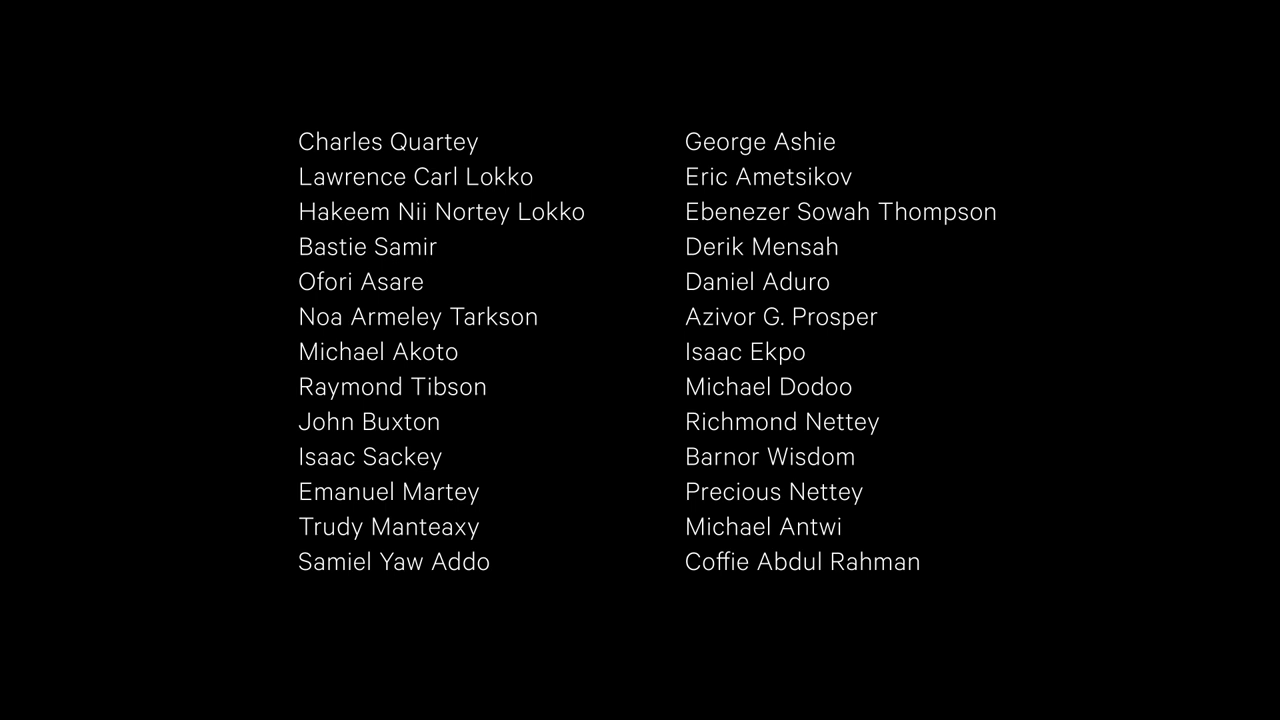 Charles Quartey
Lawrence Carl Lokko
Hakeem Nii Nortey Lokko
Bastie Samir
Ofori Asare
Noa Armeley Tarkson
Michael Akoto
Raymond Tibson
John Buxton
Isaac Sackey
Emanuel Martey
Trudy Manteaxy
Samiel Yaw Addo
George Ashie
Eric Ametsikov
Ebenezer Sowah Thompson
Derik Mensah
Daniel Aduro
Azivor G. Prosper
Isaac Ekpo
Michael Dodoo
Richmond Nettey
Barnor Wisdom
Precious Nettey
Michael Antwi
Coffie Abdul Rahman